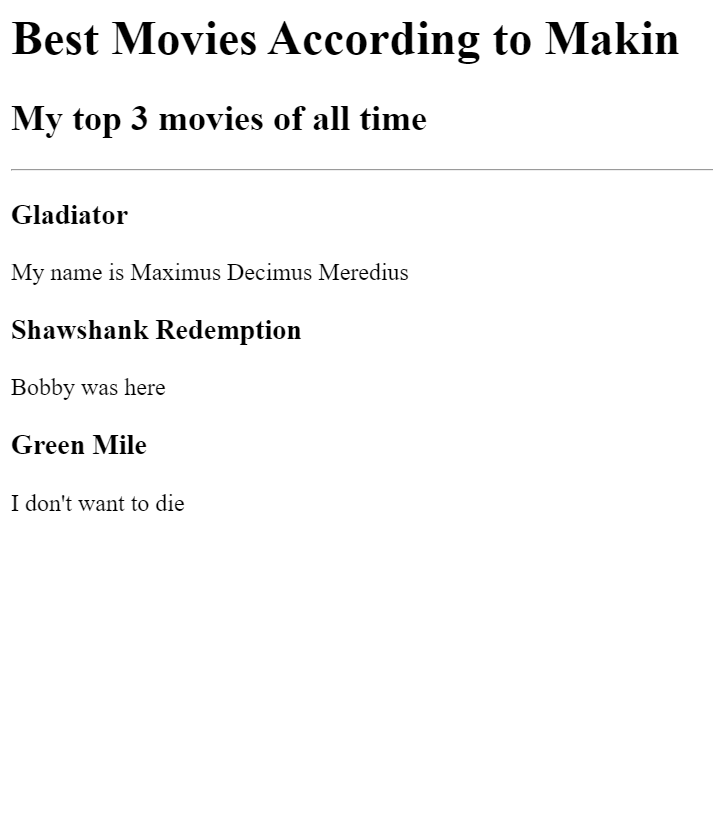 Best Movies According to Makin
My top 3 movies of all time
Gladiator
My name is Maximus Decimus Meredius
Shawshank Redemption
Bobby was here
Green Mile
I don't want to die